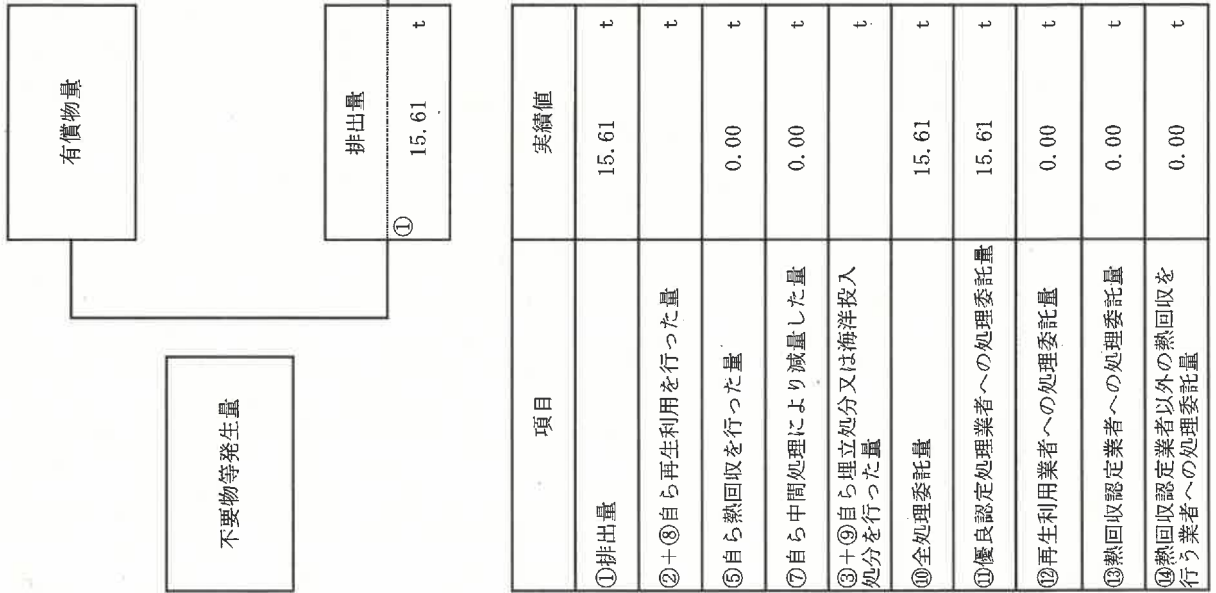 不要物等発生量
有償物量
排出量
① 15.61 t
項目 実績値
①排出量 15.61 t
②+⑧自ら再生利用を行った量 t
⑤自ら熱回収を行った量 0.00 t
⑦自ら中間処理により減量した量 0.00 t
③+⑨自ら埋立処分又は海洋投入
処分を行った量 t
⑩全処理委託量 15.61 t
⑪優良認定処理業者への処理委託量 15.61 t
⑫再生利用業者への処理委託量 0.00 t
⑬熱回収認定業者への処理委託量 0.00 t
⑭熱回収認定業者以外の熱回収を
行う業者への処理委託量 0.00 t